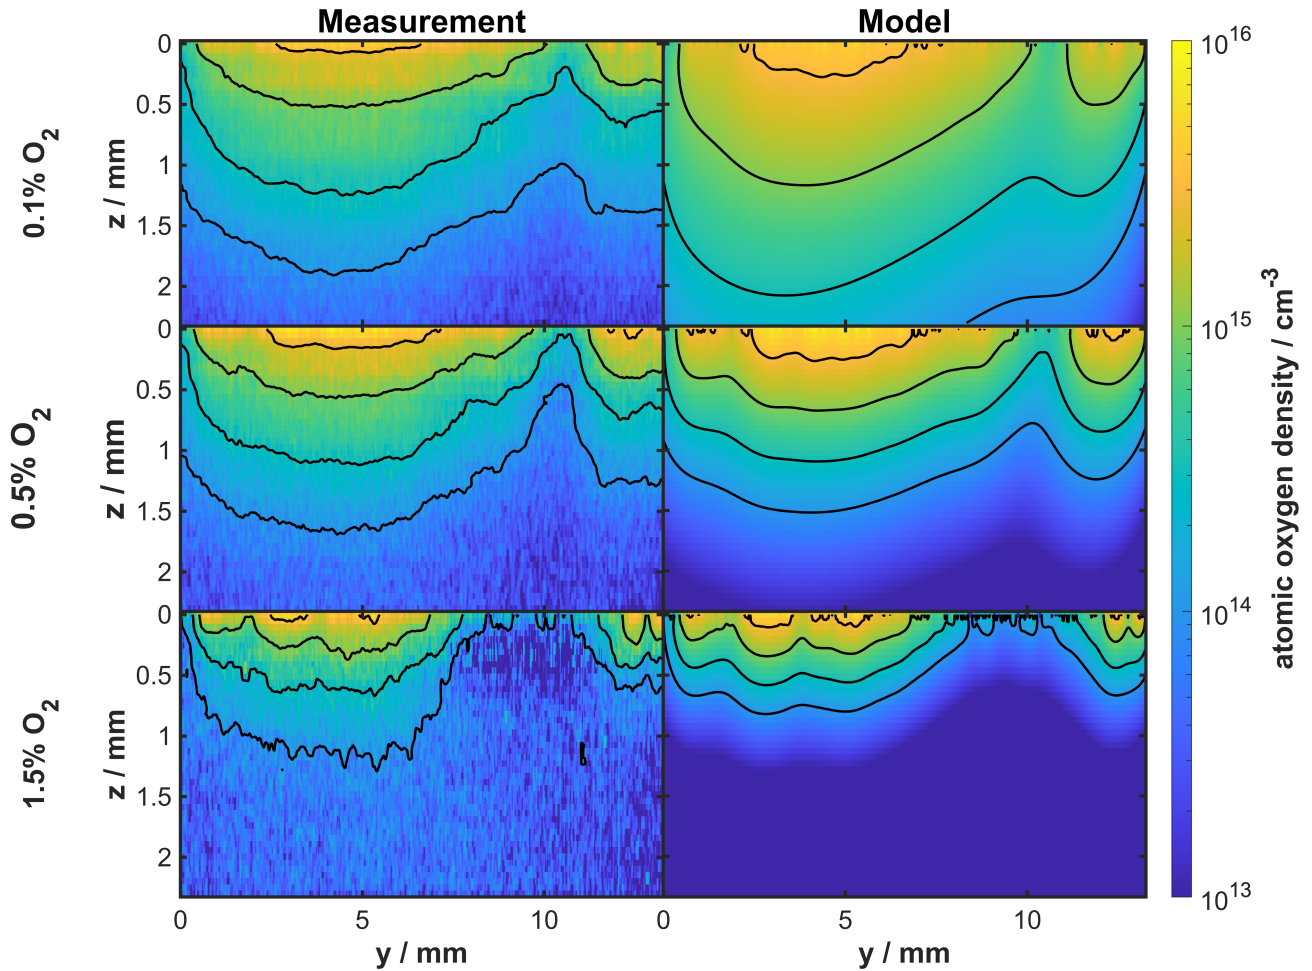 Measurement Model
0
0.5
1
1.5
2
0.1% O2
z / mm
0
0.5
1
1.5
2
0.5% O2
z / mm
0
0.5
1
1.5
2
1.5% O2
z / mm
0 5 10 0 5 10
y / mm y / mm
10^16
10^15
10^14
10^13
atomic oxygen density / cm^-3